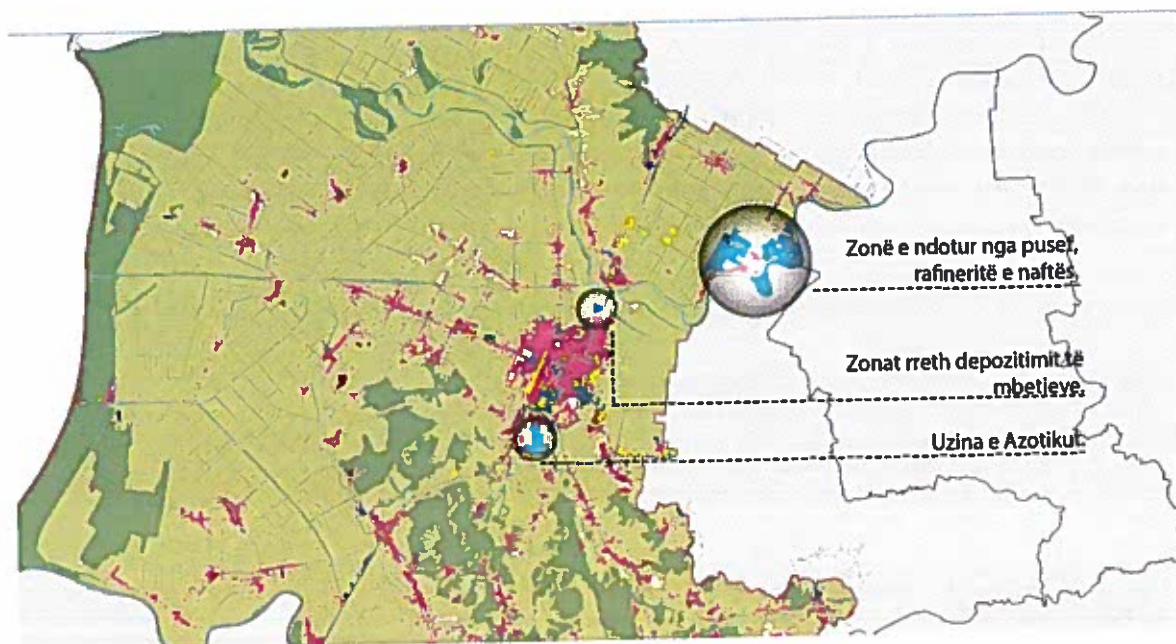 Zonë e ndotur nga puset,
rafineritë e naftës
Zonat rreth depozitimit të
mbetjeve.
Uzina e Azotikut.